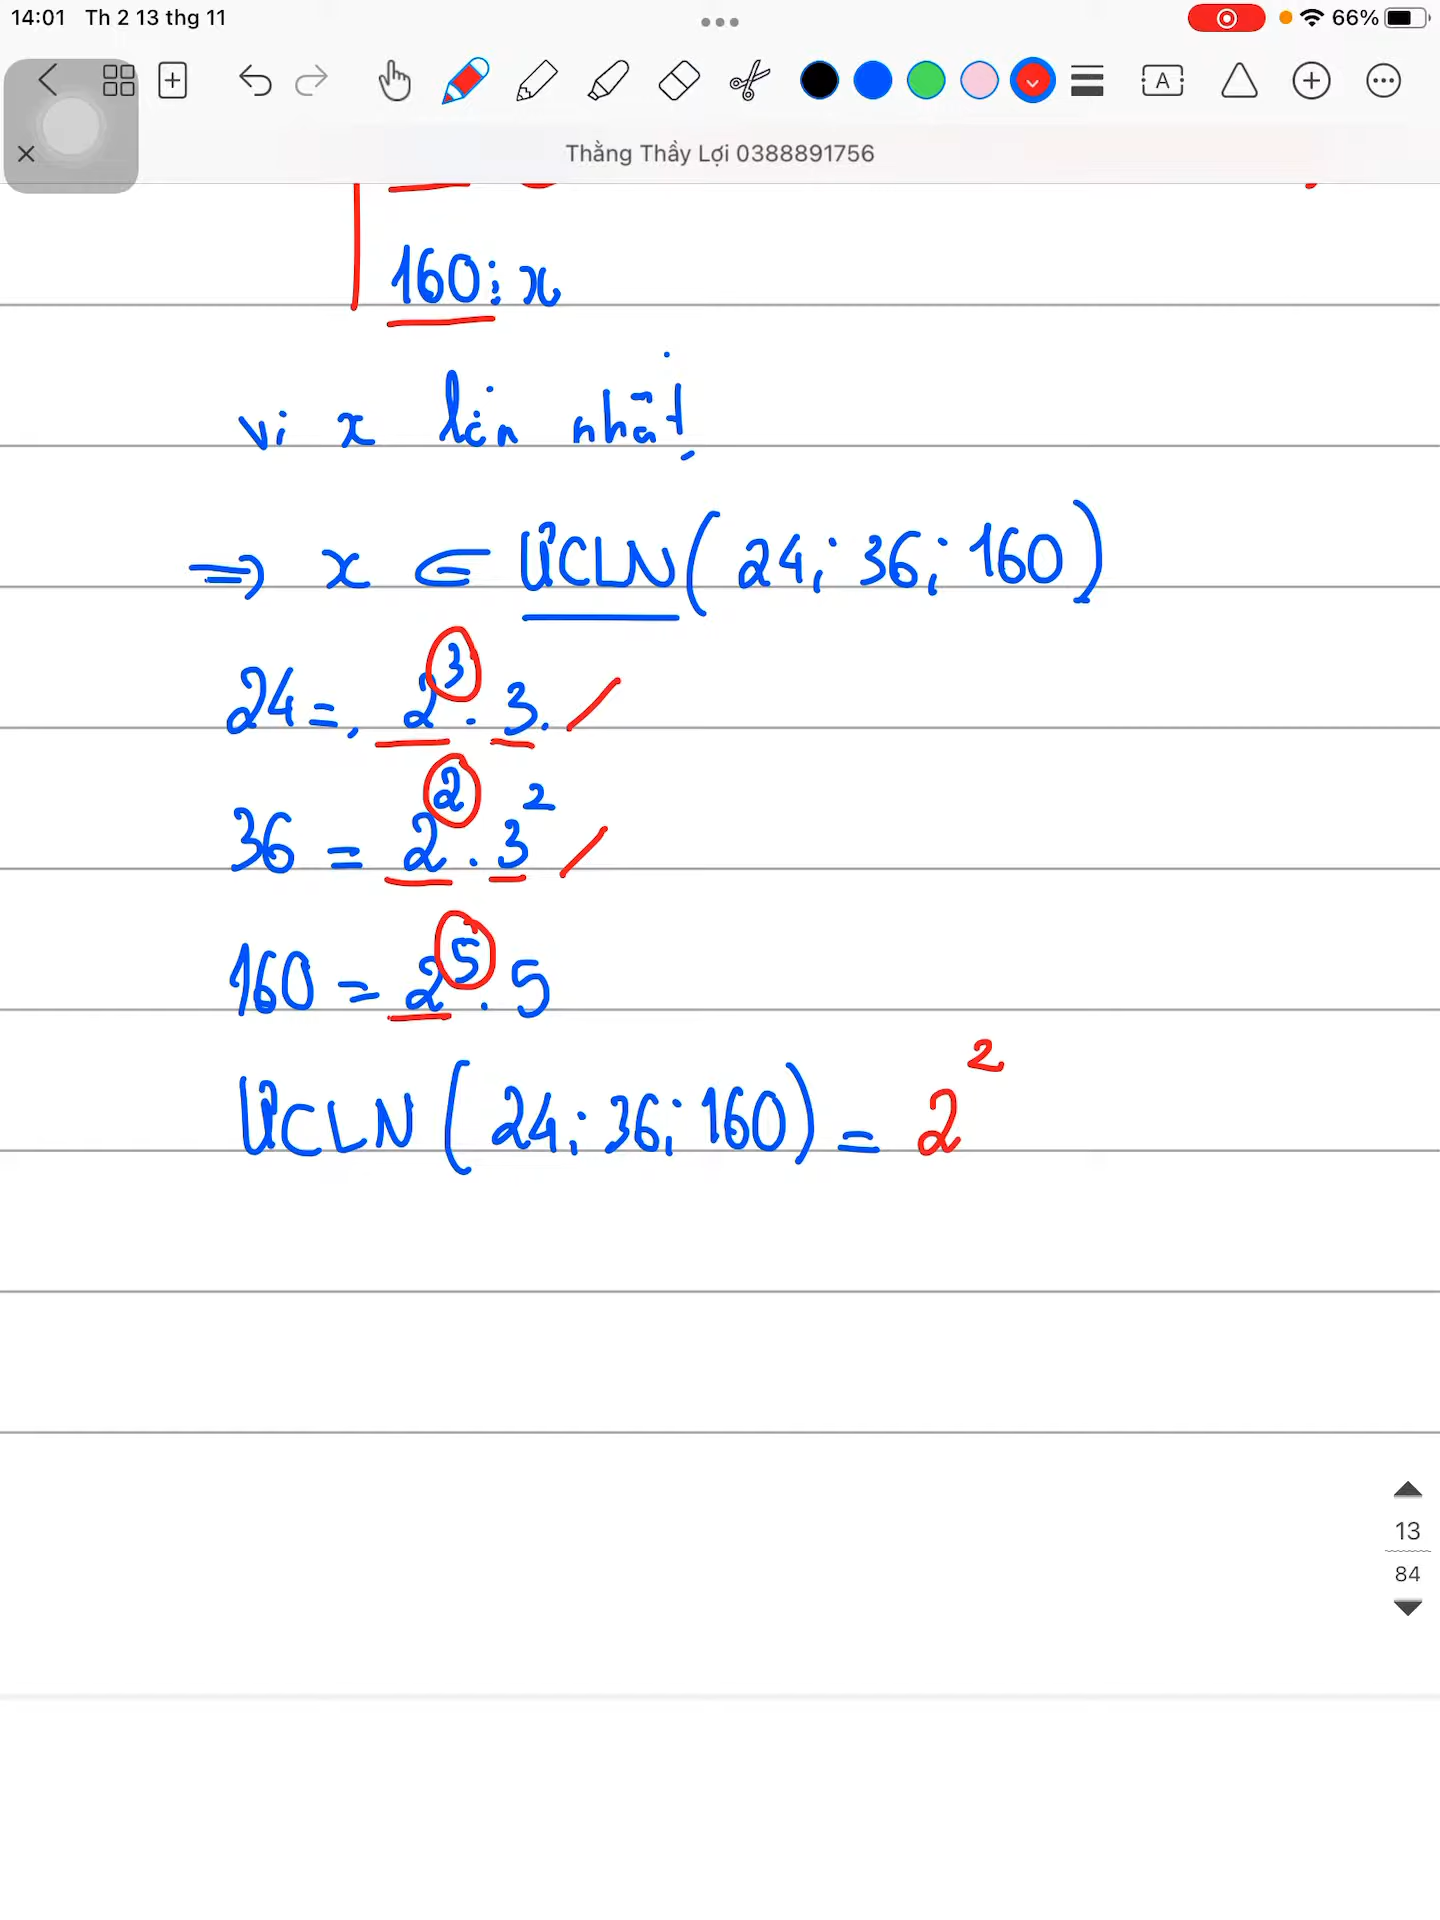 14:01 Th 2 13 thg 11 66%
A
Thằng Thầy Lợi 0388891756
160 ⋮ x
vì x lớn nhất
⇒ x ∈ ƯCLN( 24; 36; 160 )
24 = 2³ . 3.
36 = 2² . 3²
160 = 2⁵ . 5
ƯCLN ( 24; 36; 160 ) = 2²
13
84